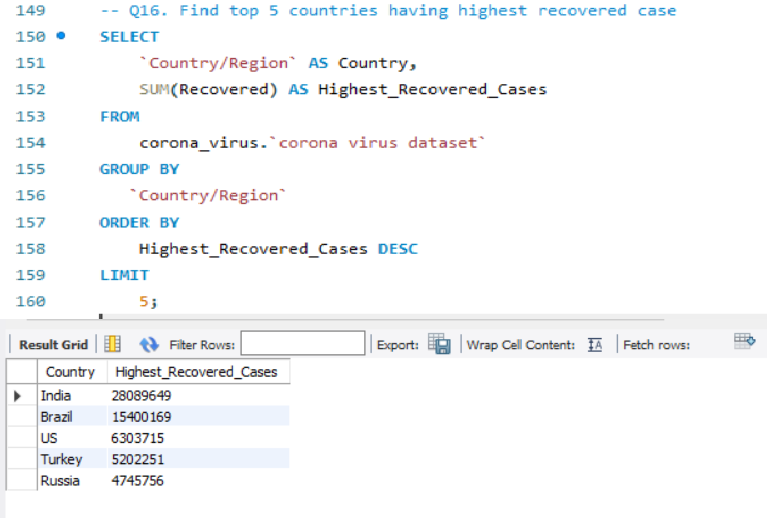 149 -- Q16. Find top 5 countries having highest recovered case
150 SELECT
151 `Country/Region` AS Country,
152 SUM(Recovered) AS Highest_Recovered_Cases
153 FROM
154 corona_virus.`corona virus dataset`
155 GROUP BY
156 `Country/Region`
157 ORDER BY
158 Highest_Recovered_Cases DESC
159 LIMIT
160 5;
Result Grid Filter Rows: Export: Wrap Cell Content: IA Fetch rows:
Country Highest_Recovered_Cases
India 28089649
Brazil 15400169
US 6303715
Turkey 5202251
Russia 4745756